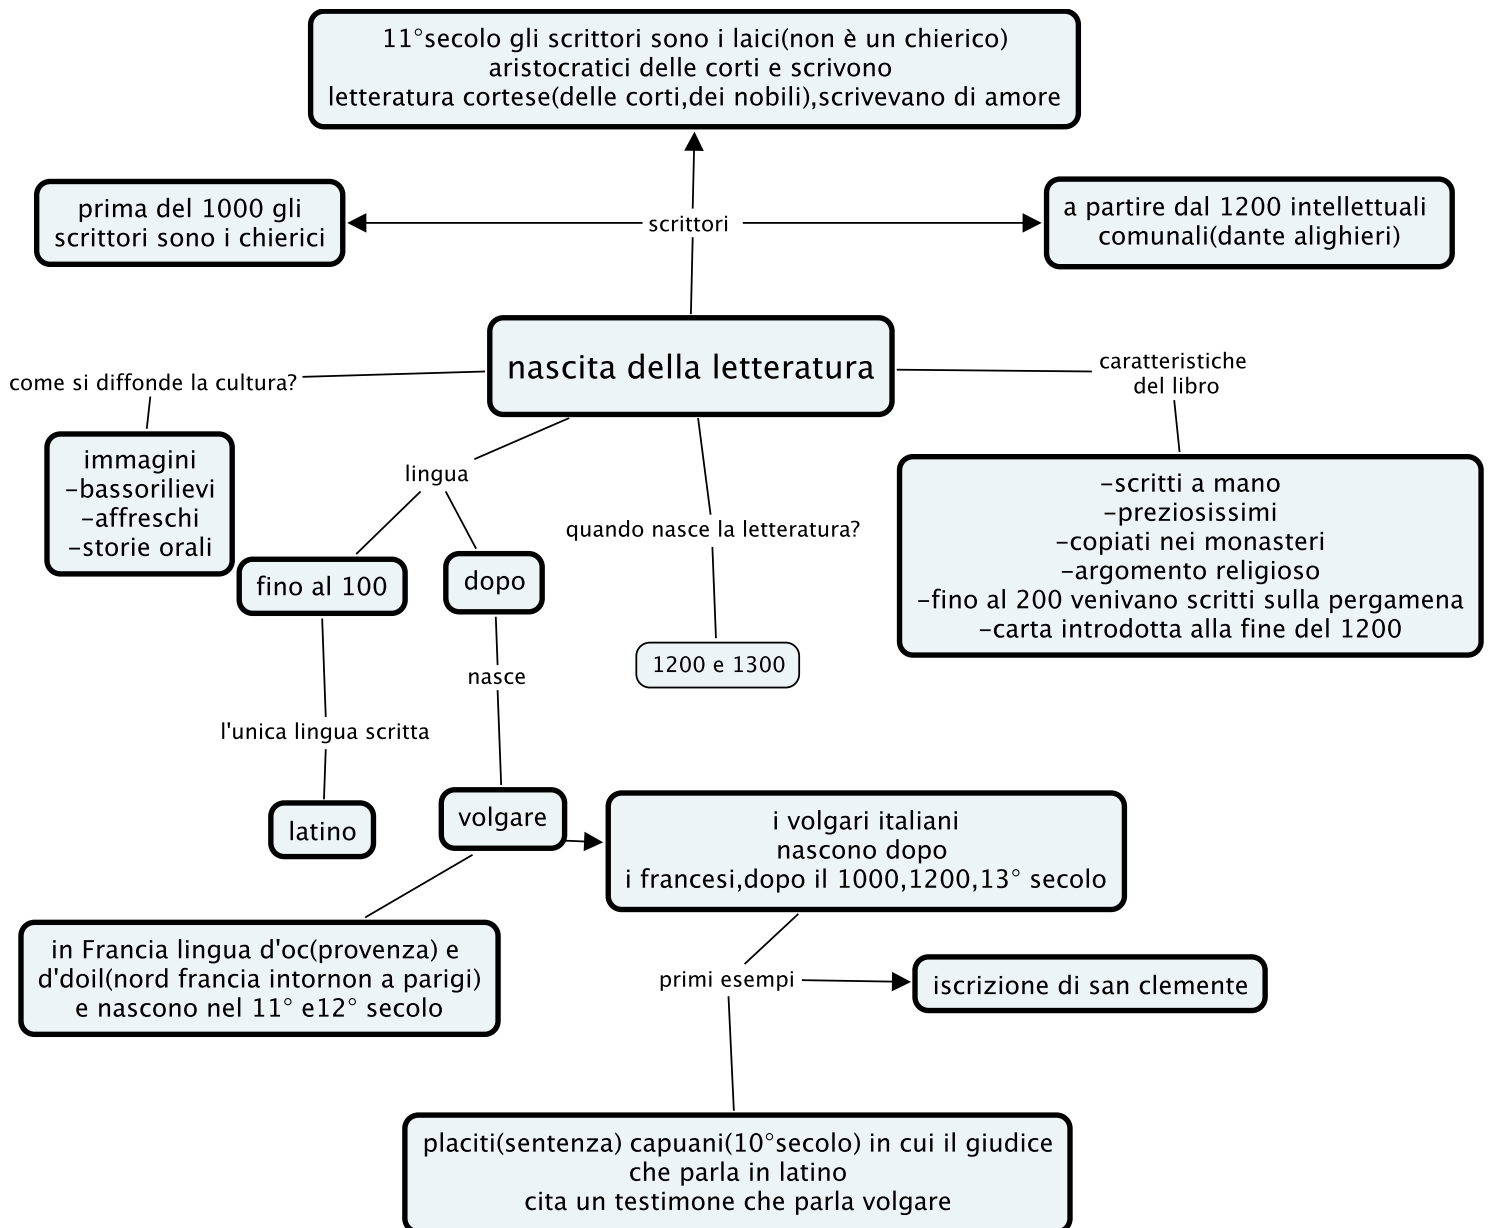 11°secolo gli scrittori sono i laici(non è un chierico)
aristocratici delle corti e scrivono
letteratura cortese(delle corti,dei nobili),scrivevano di amore
prima del 1000 gli
scrittori sono i chierici
scrittori
a partire dal 1200 intellettuali
comunali(dante alighieri)
nascita della letteratura
come si diffonde la cultura?
caratteristiche
del libro
immagini
-bassorilievi
-affreschi
-storie orali
lingua
quando nasce la letteratura?
-scritti a mano
-preziosissimi
-copiati nei monasteri
-argomento religioso
-fino al 200 venivano scritti sulla pergamena
-carta introdotta alla fine del 1200
fino al 100
dopo
1200 e 1300
nasce
l'unica lingua scritta
latino
volgare
i volgari italiani
nascono dopo
i francesi,dopo il 1000,1200,13° secolo
in Francia lingua d'oc(provenza) e
d'doil(nord francia intornon a parigi)
e nascono nel 11° e12° secolo
primi esempi
iscrizione di san clemente
placiti(sentenza) capuani(10°secolo) in cui il giudice
che parla in latino
cita un testimone che parla volgare